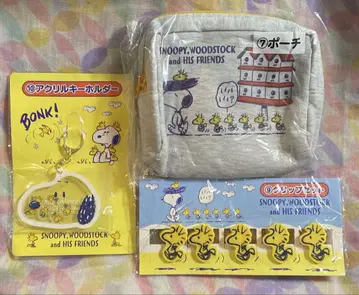 ⑩アクリルキーホルダー
BONK!
SNOOPY, WOODSTOCK
and HIS FRIENDS
⑦ポーチ
SNOOPY, WOODSTOCK
and HIS FRIENDS
SNOOPY, WOODSTOCK
and HIS FRIENDS